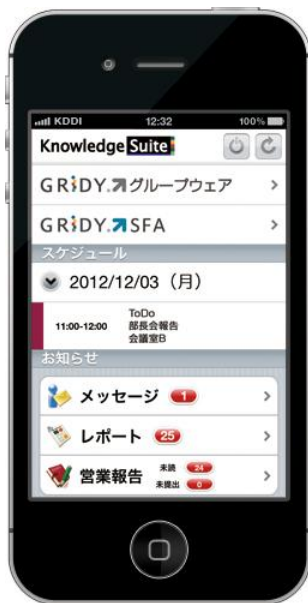 KDDI 12:32 100%
Knowledge Suite
GRiDY.グループウェア
GRiDY.SFA
スケジュール
2012/12/03（月）
ToDo
11:00-12:00 部長会報告
会議室B
お知らせ
メッセージ 1
レポート 25
営業報告 未読 24
未提出 0